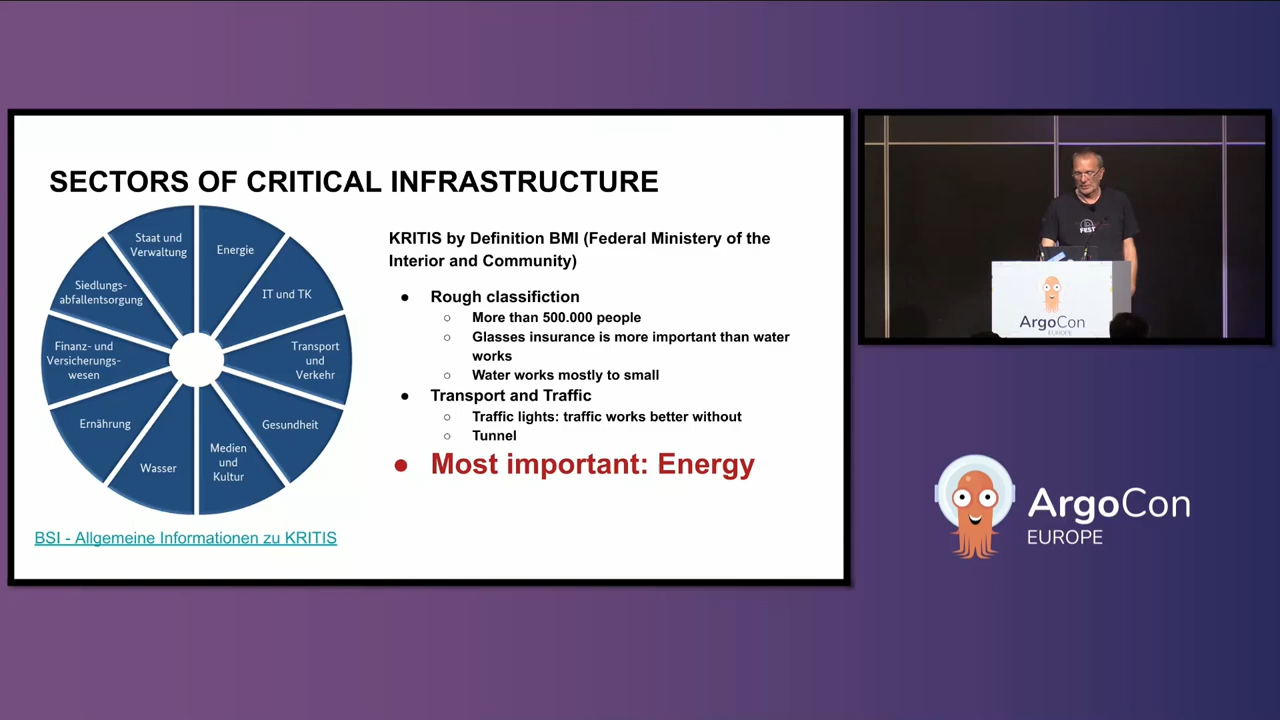 SECTORS OF CRITICAL INFRASTRUCTURE
Staat und
Verwaltung
Energie
Siedlungs-
abfallentsorgung
IT und TK
Finanz- und
Versicherungs-
wesen
Transport
und
Verkehr
Ernährung
Gesundheit
Wasser
Medien
und
Kultur
BSI - Allgemeine Informationen zu KRITIS
KRITIS by Definition BMI (Federal Ministery of the
Interior and Community)
● Rough classifiction
○ More than 500.000 people
○ Glasses insurance is more important than water
works
○ Water works mostly to small
● Transport and Traffic
○ Traffic lights: traffic works better without
○ Tunnel
● Most important: Energy
FEST
ArgoCon
EUROPE
ArgoCon
EUROPE